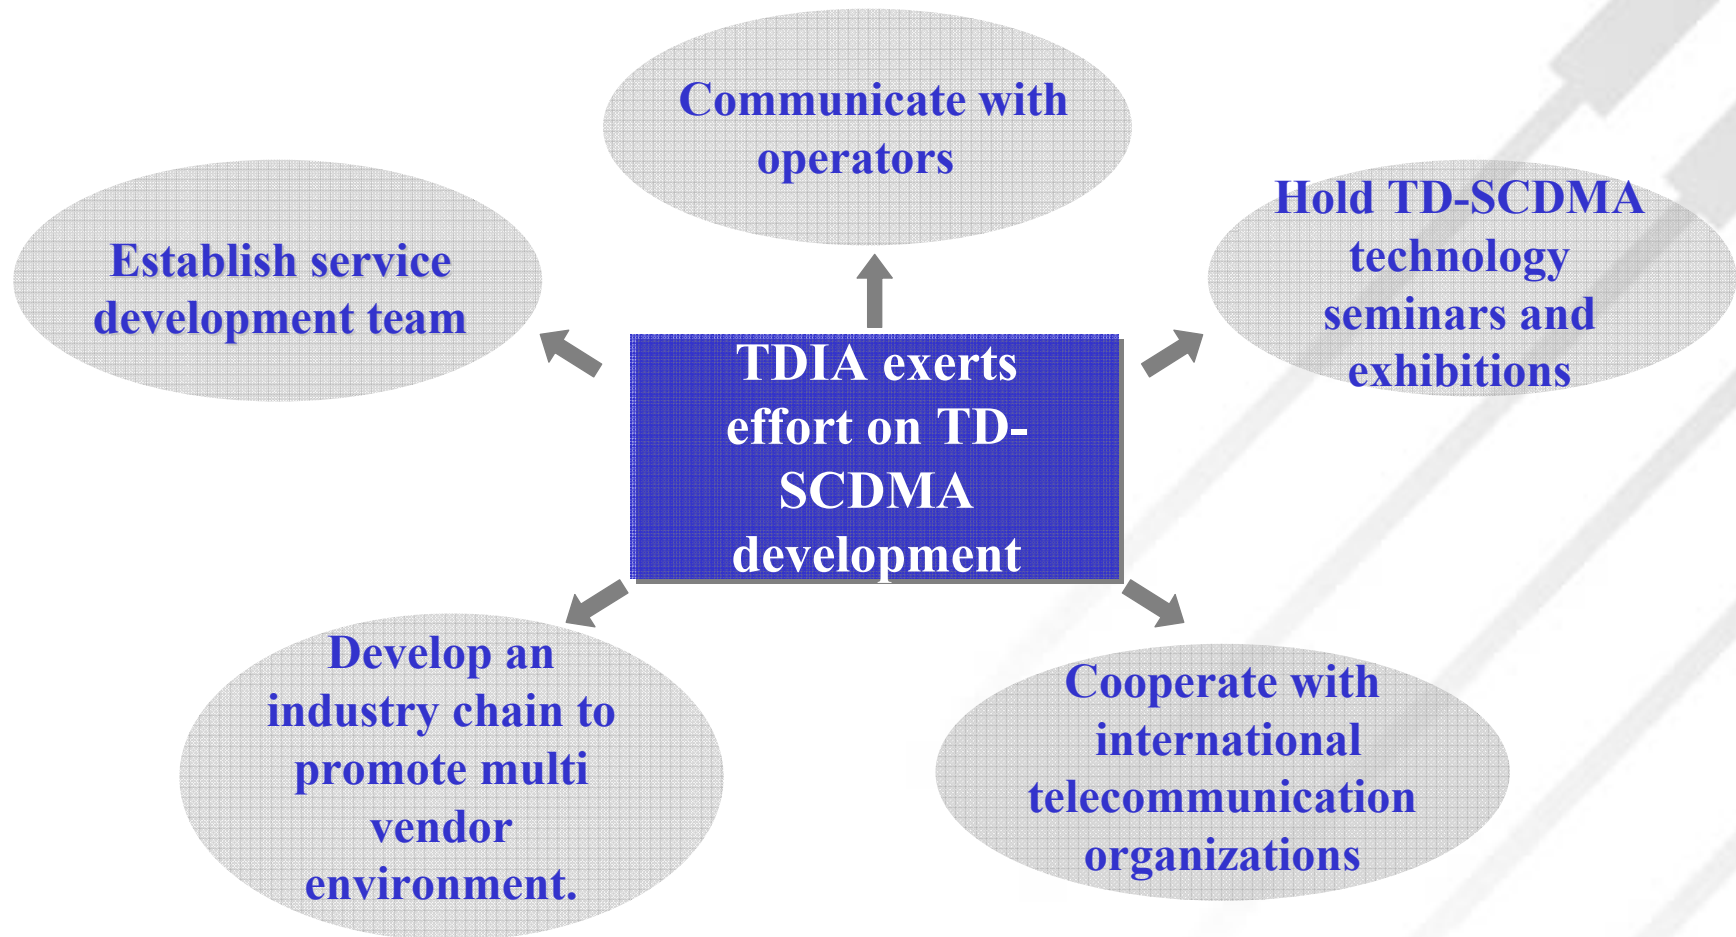 Communicate with
operators
Establish service
development team
Hold TD-SCDMA
technology
seminars and
exhibitions
TDIA exerts
effort on TD-
SCDMA
development
Develop an
industry chain to
promote multi
vendor
environment.
Cooperate with
international
telecommunication
organizations